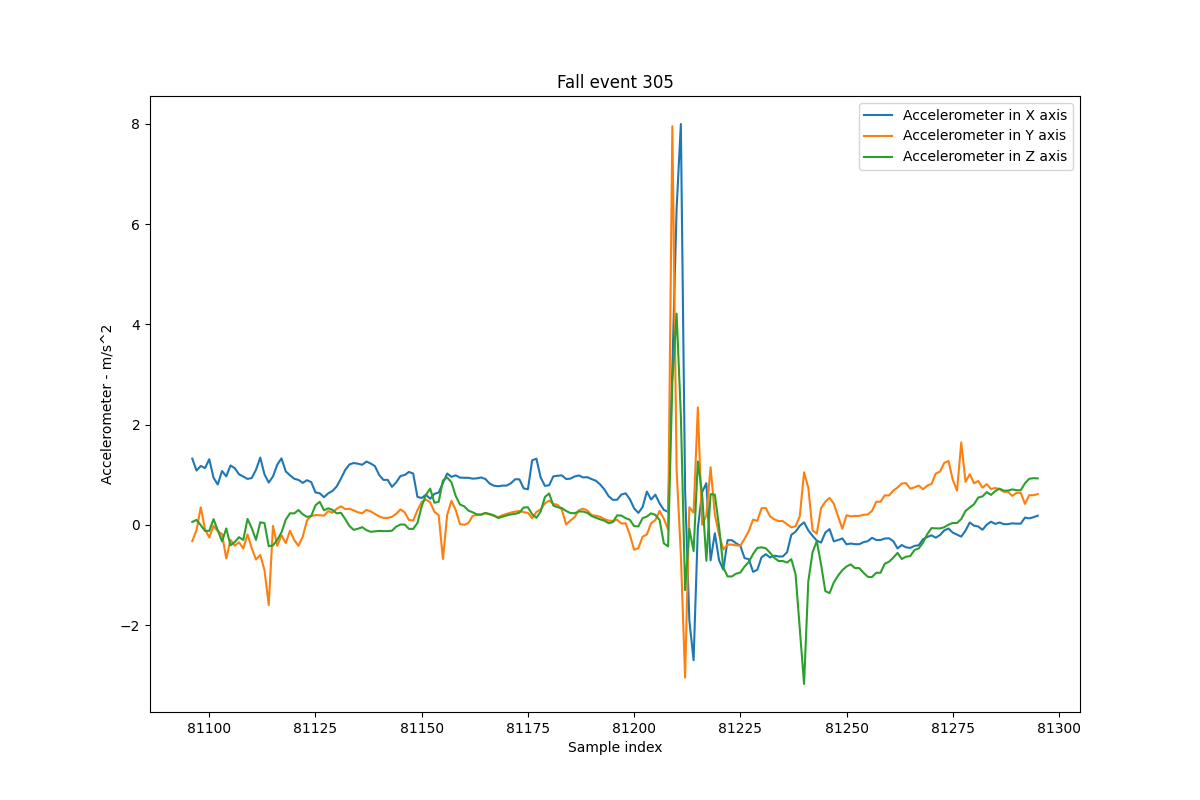 Fall event 305
Accelerometer in X axis
Accelerometer in Y axis
Accelerometer in Z axis
8
6
4
2
0
−2
Accelerometer - m/s^2
81100 81125 81150 81175 81200 81225 81250 81275 81300
Sample index